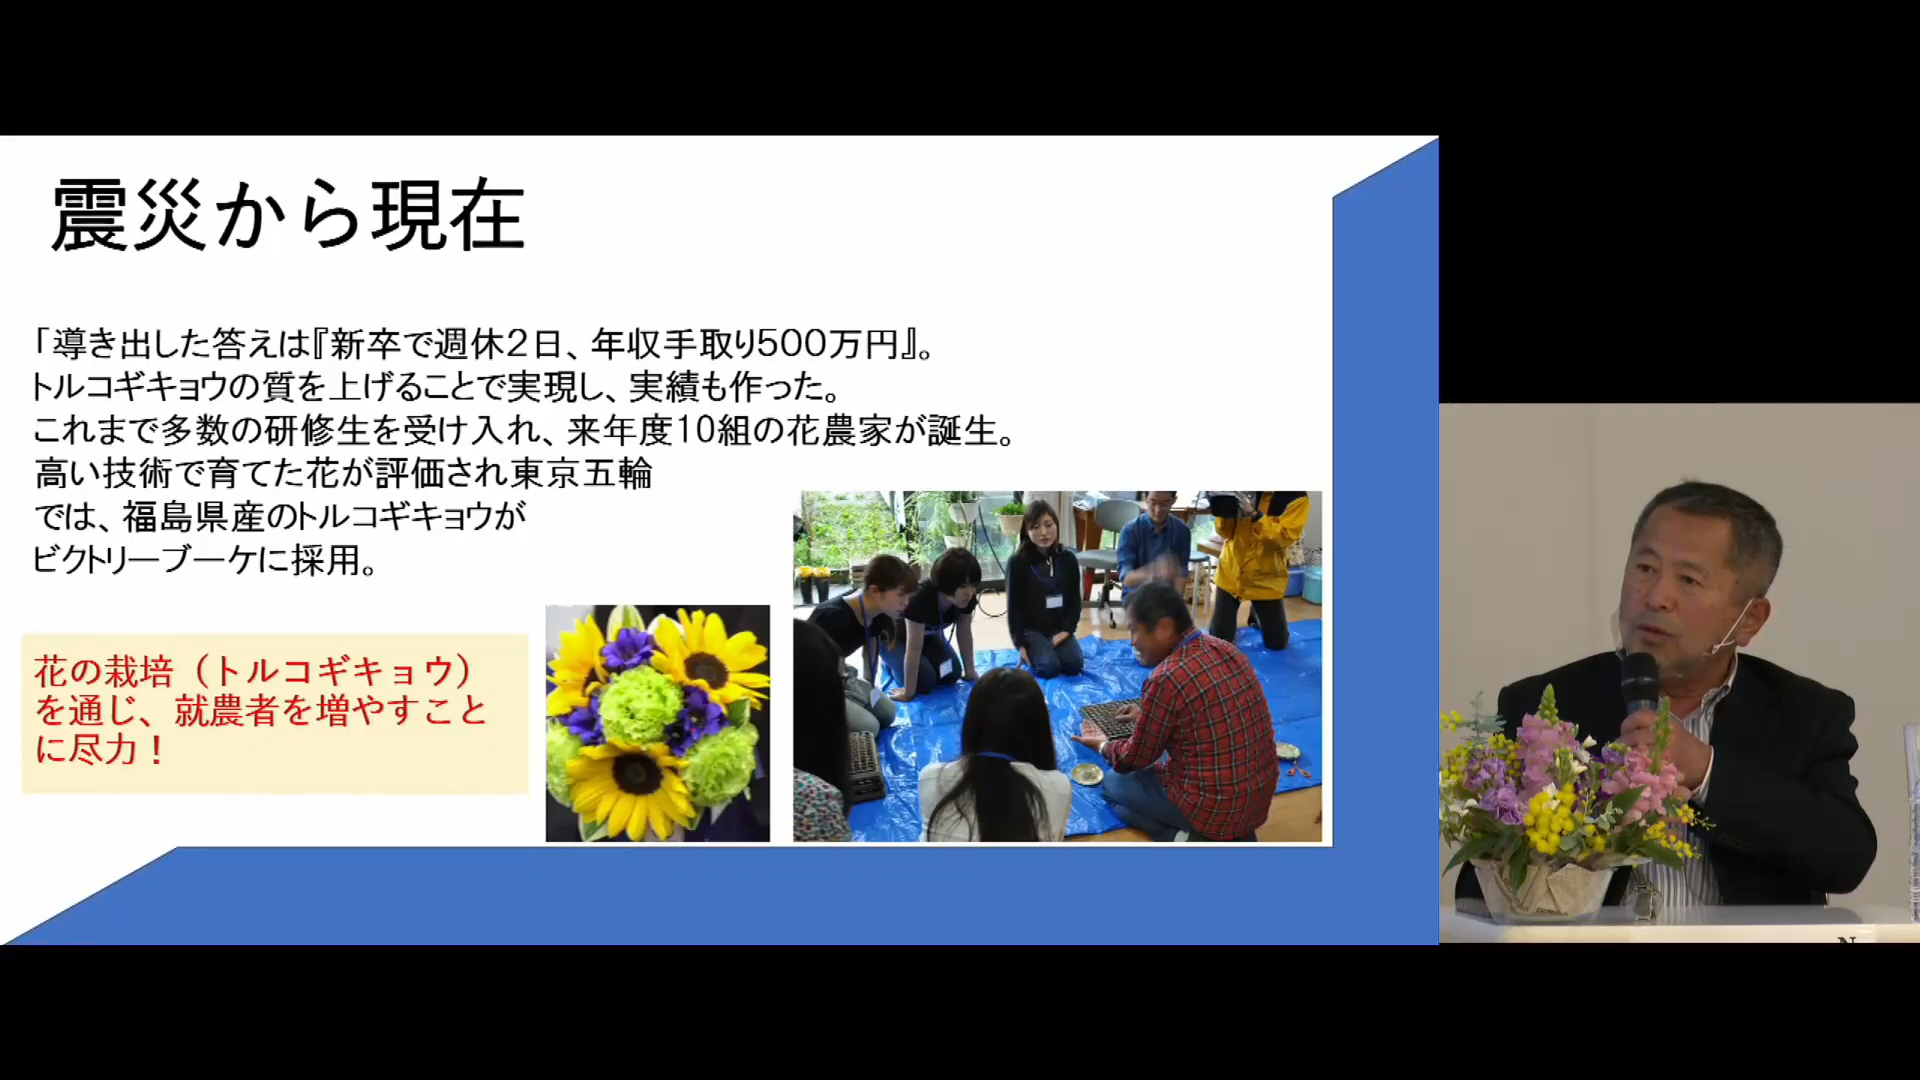 震災から現在
「導き出した答えは『新卒で週休２日、年収手取り５００万円』。
トルコギキョウの質を上げることで実現し、実績も作った。
これまで多数の研修生を受け入れ、来年度10組の花農家が誕生。
高い技術で育てた花が評価され東京五輪
では、福島県産のトルコギキョウが
ビクトリーブーケに採用。
花の栽培（トルコギキョウ）
を通じ、就農者を増やすこと
に尽力！
N